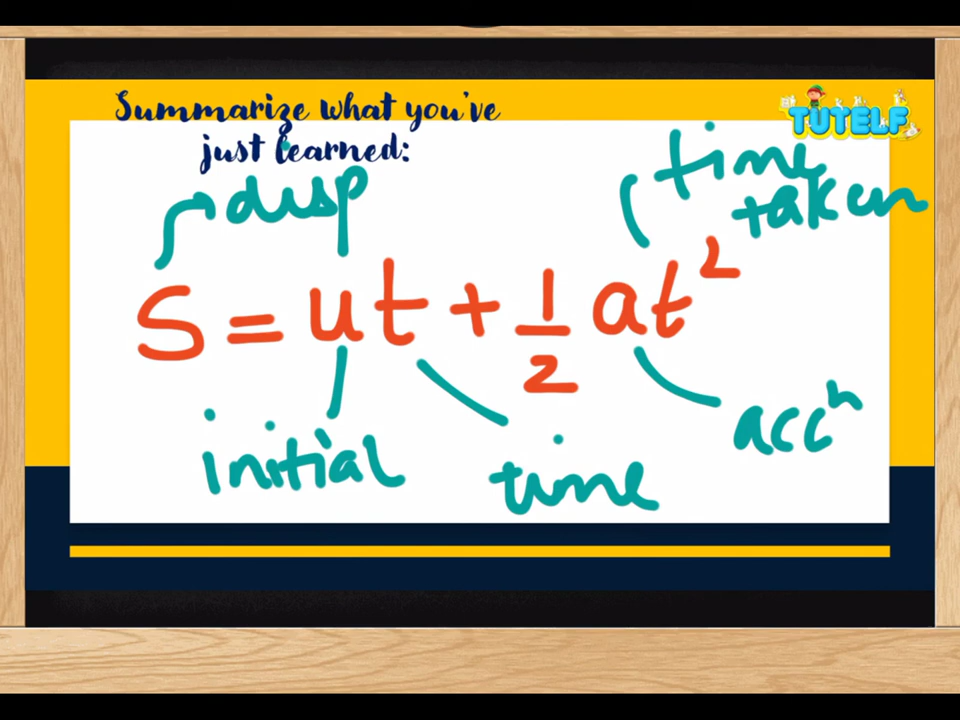 Summarize what you've
just learned:
TUTELF
disp
time
taken
S = ut + 1/2 at²
initial
time
accⁿ